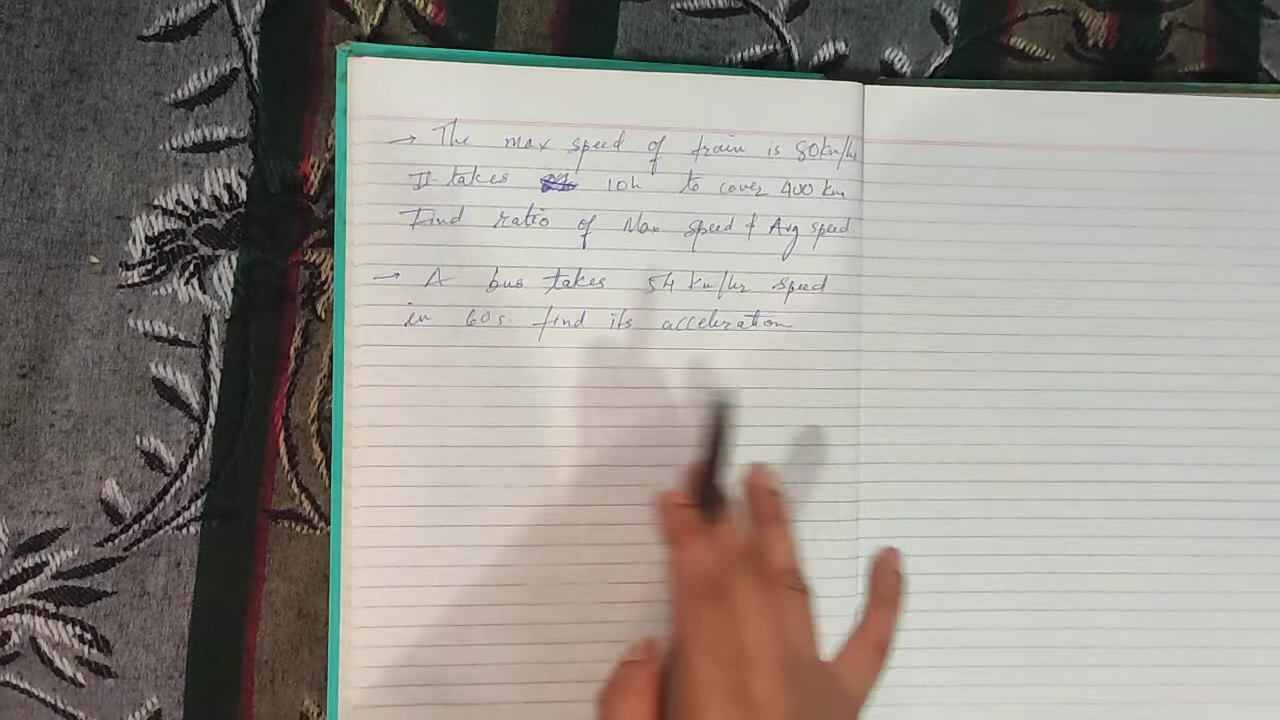 → The max speed of train is 80km/hr
It takes 10h to cover 400 km
Find ratio of Max speed & Avg speed
→ A bus takes 54 km/hr speed
in 60s. find its acceleration